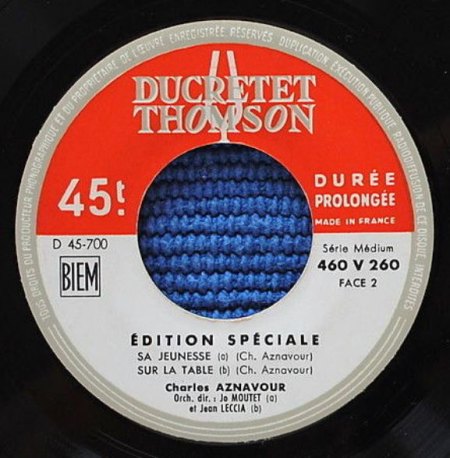 TOUS DROITS DU PRODUCTEUR PHONOGRAPHIQUE ET DU PROPRIÉTAIRE DE L'ŒUVRE ENREGISTRÉE RÉSERVÉS. DUPLICATION, EXÉCUTION PUBLIQUE, RADIODIFFUSION DE CE DISQUE, INTERDITES
DUCRETET
THOMSON
45t.
DURÉE
PROLONGÉE
MADE IN FRANCE
D 45-700
BIEM
Série Médium
460 V 260
FACE 2
ÉDITION SPÉCIALE
SA JEUNESSE (a) (Ch. Aznavour)
SUR LA TABLE (b) (Ch. Aznavour)
Charles AZNAVOUR
Orch. dir. : Jo MOUTET (a)
et Jean LECCIA (b)